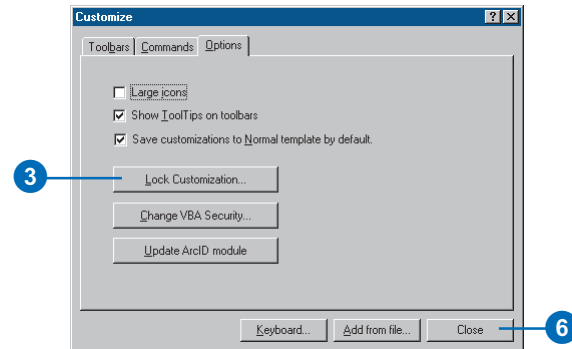 Customize
Toolbars Commands Options
Large icons
Show ToolTips on toolbars
Save customizations to Normal template by default.
3
Lock Customization...
Change VBA Security...
Update ArcID module
Keyboard... Add from file... Close
6